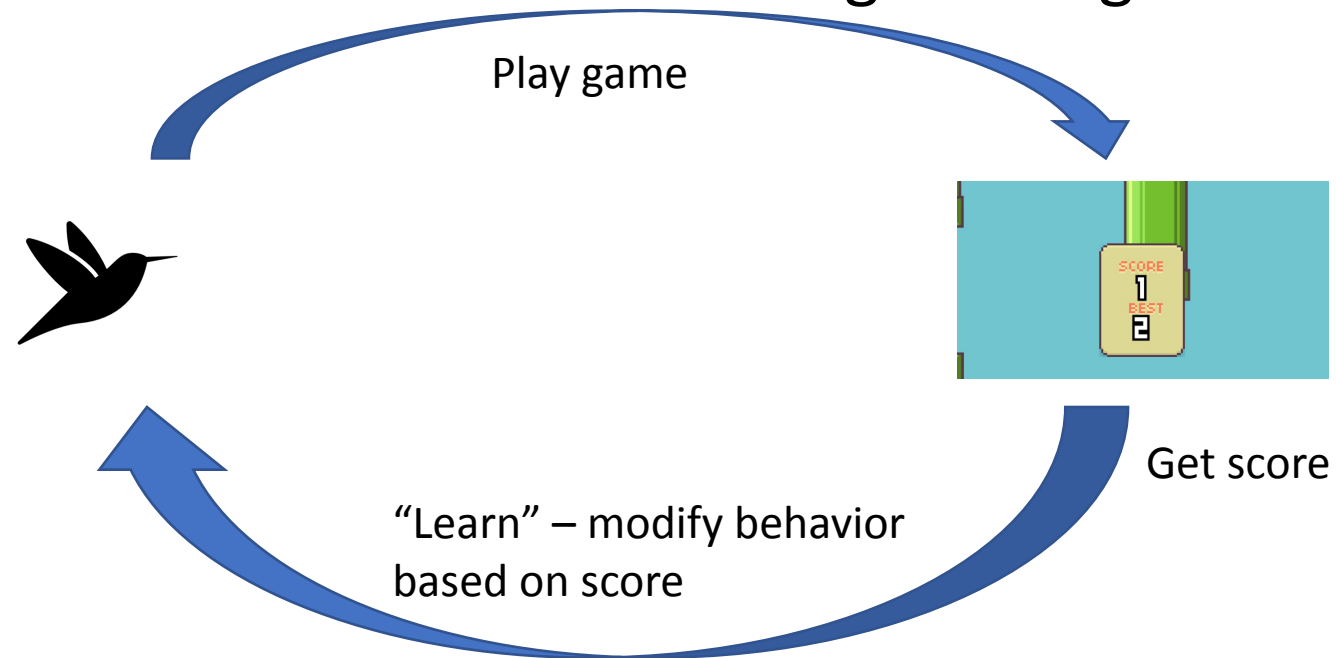 Play game
SCORE
1
BEST
2
Get score
“Learn” – modify behavior
based on score